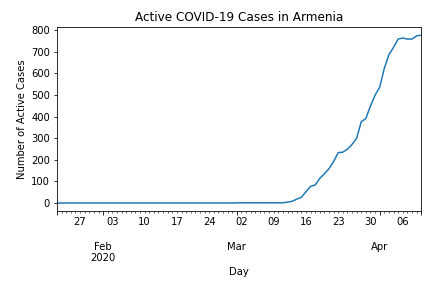 Active COVID-19 Cases in Armenia
Number of Active Cases
800
700
600
500
400
300
200
100
0
27 03 10 17 24 02 09 16 23 30 06
Feb Mar Apr
2020
Day